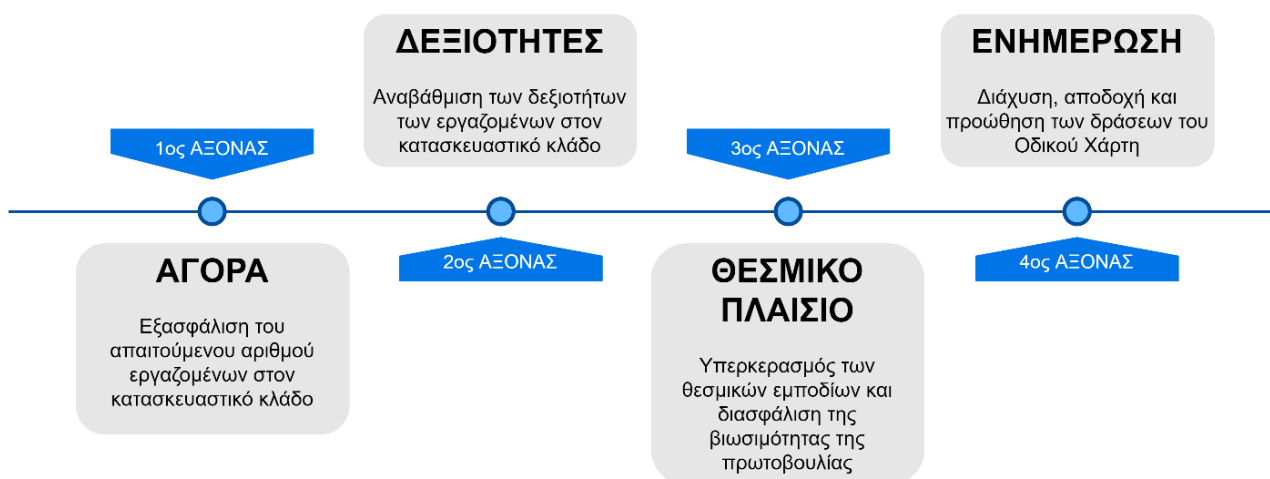 1ος ΑΞΟΝΑΣ
ΑΓΟΡΑ
Εξασφάλιση του
απαιτούμενου αριθμού
εργαζομένων στον
κατασκευαστικό κλάδο
ΔΕΞΙΟΤΗΤΕΣ
Αναβάθμιση των δεξιοτήτων
των εργαζομένων στον
κατασκευαστικό κλάδο
2ος ΑΞΟΝΑΣ
3ος ΑΞΟΝΑΣ
ΘΕΣΜΙΚΟ
ΠΛΑΙΣΙΟ
Υπερκερασμός των
θεσμικών εμποδίων και
διασφάλιση της
βιωσιμότητας της
πρωτοβουλίας
ΕΝΗΜΕΡΩΣΗ
Διάχυση, αποδοχή και
προώθηση των δράσεων του
Οδικού Χάρτη
4ος ΑΞΟΝΑΣ